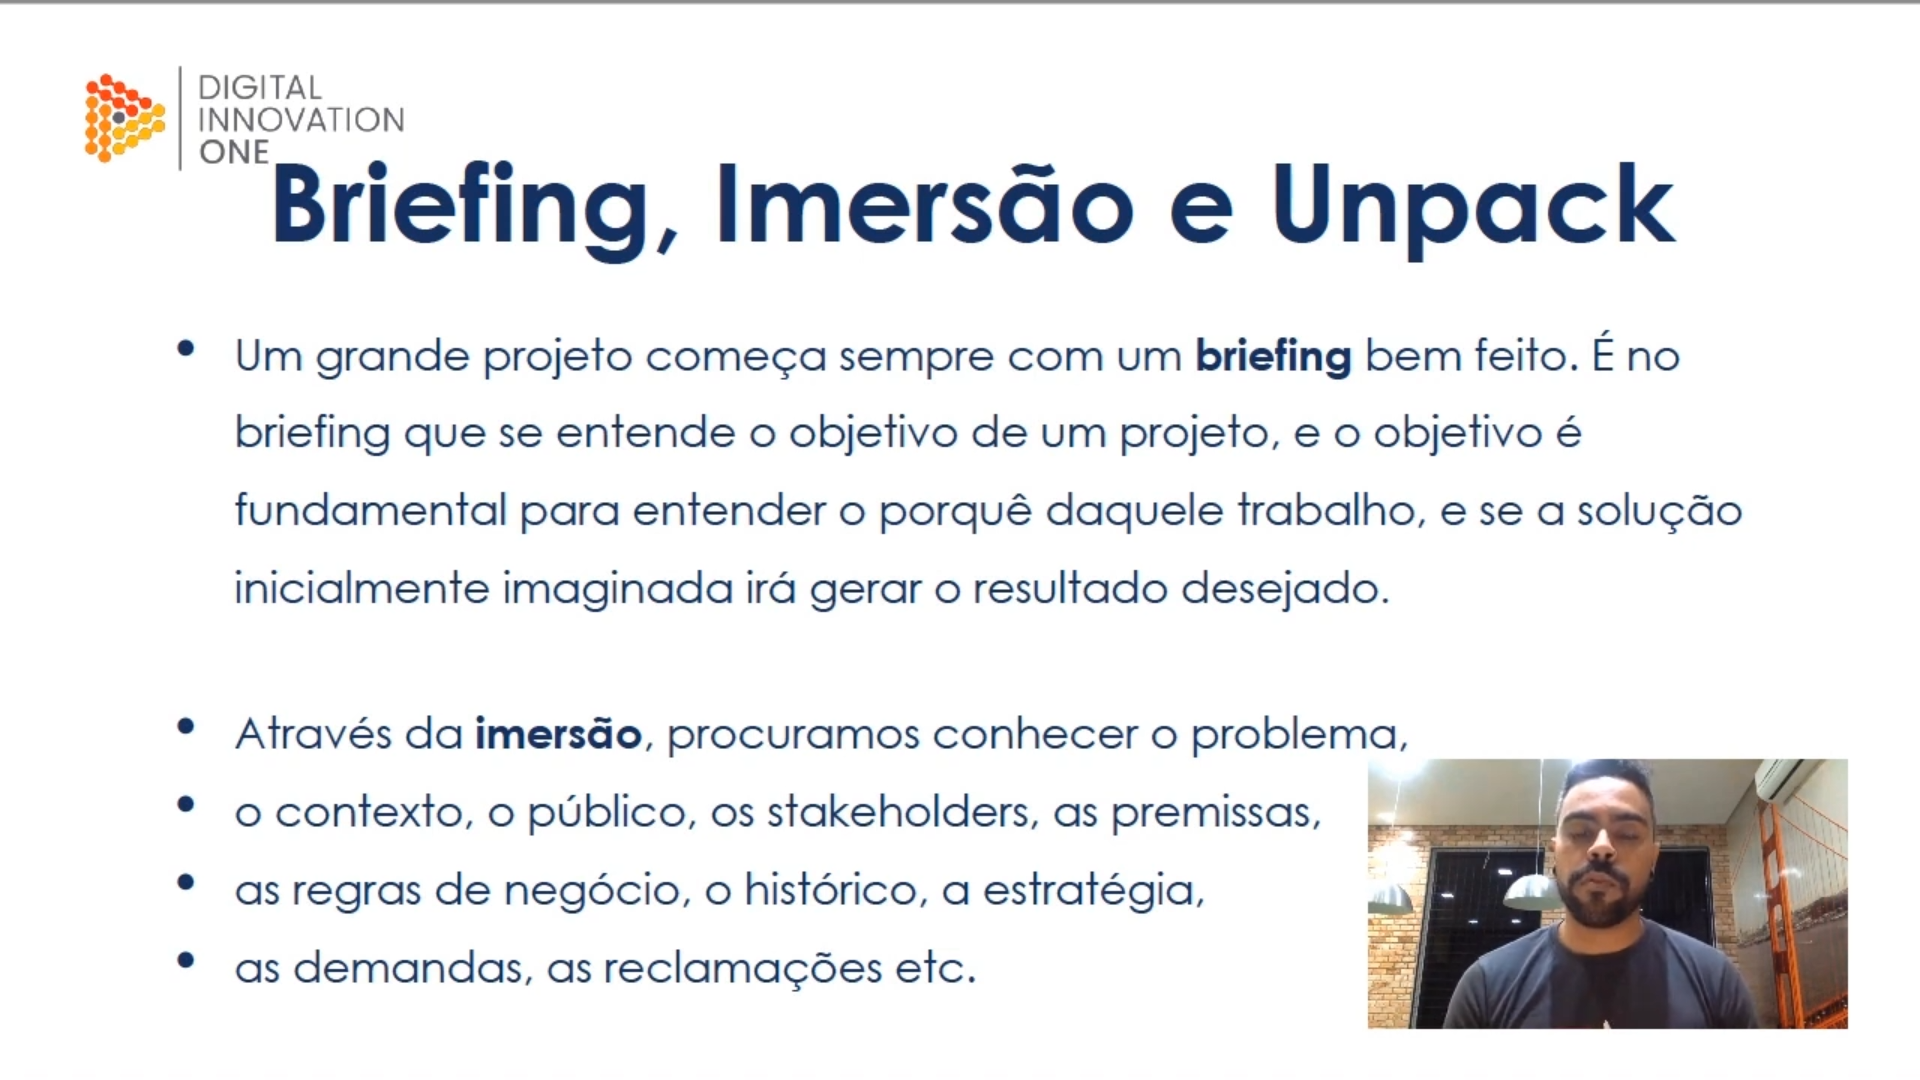 DIGITAL
INNOVATION
ONE
Briefing, Imersão e Unpack
• Um grande projeto começa sempre com um briefing bem feito. É no
briefing que se entende o objetivo de um projeto, e o objetivo é
fundamental para entender o porquê daquele trabalho, e se a solução
inicialmente imaginada irá gerar o resultado desejado.
• Através da imersão, procuramos conhecer o problema,
• o contexto, o público, os stakeholders, as premissas,
• as regras de negócio, o histórico, a estratégia,
• as demandas, as reclamações etc.